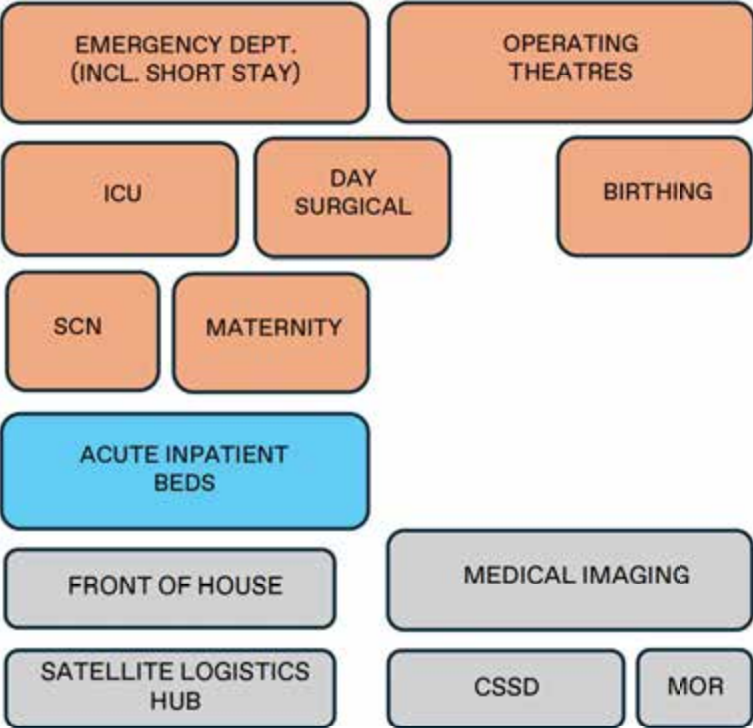 EMERGENCY DEPT.
(INCL. SHORT STAY)
OPERATING
THEATRES
ICU
DAY
SURGICAL
BIRTHING
SCN
MATERNITY
ACUTE INPATIENT
BEDS
FRONT OF HOUSE
MEDICAL IMAGING
SATELLITE LOGISTICS
HUB
CSSD
MOR